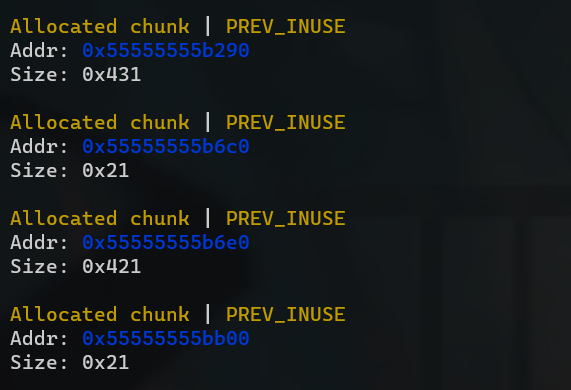 Allocated chunk | PREV_INUSE
Addr: 0x55555555b290
Size: 0x431
Allocated chunk | PREV_INUSE
Addr: 0x55555555b6c0
Size: 0x21
Allocated chunk | PREV_INUSE
Addr: 0x55555555b6e0
Size: 0x421
Allocated chunk | PREV_INUSE
Addr: 0x55555555bb00
Size: 0x21